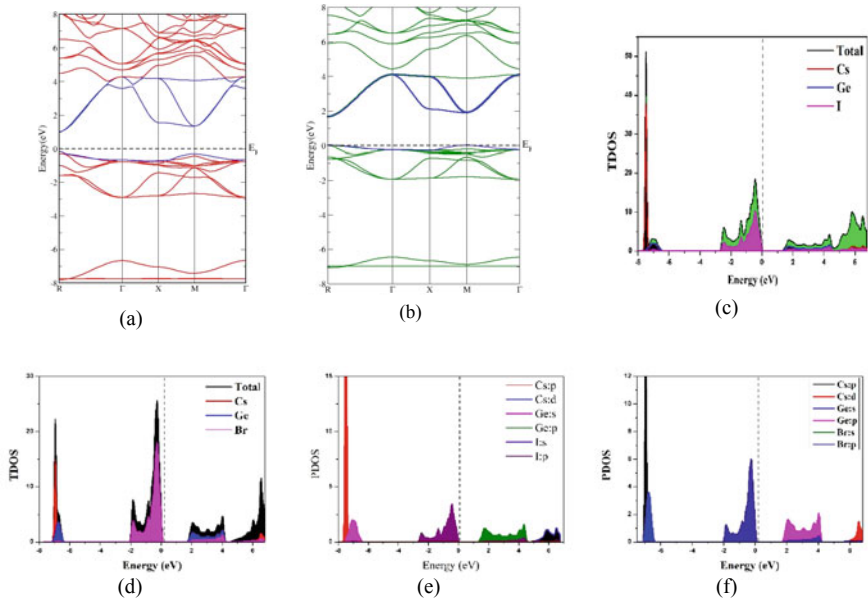 8
6
4
2
0
-2
-4
-6
-8
Energy(eV)
E_F
R Γ X M Γ
(a)
8
6
4
2
0
-2
-4
-6
-8
Energy(eV)
E_F
R Γ X M Γ
(b)
50
40
30
20
10
0
TDOS
Total
Cs
Ge
I
-8 -6 -4 -2 0 2 4 6
Energy (eV)
(c)
30
20
10
0
TDOS
Total
Cs
Ge
Br
-8 -6 -4 -2 0 2 4 6
Energy (eV)
(d)
15
12
9
6
3
0
PDOS
Cs:p
Cs:d
Ge:s
Ge:p
I:s
I:p
-8 -6 -4 -2 0 2 4 6
Energy (eV)
(e)
12
10
8
6
4
2
0
PDOS
Cs:p
Cs:d
Ge:s
Ge:p
Br:s
Br:p
-8 -6 -4 -2 0 2 4 6
Energy (eV)
(f)